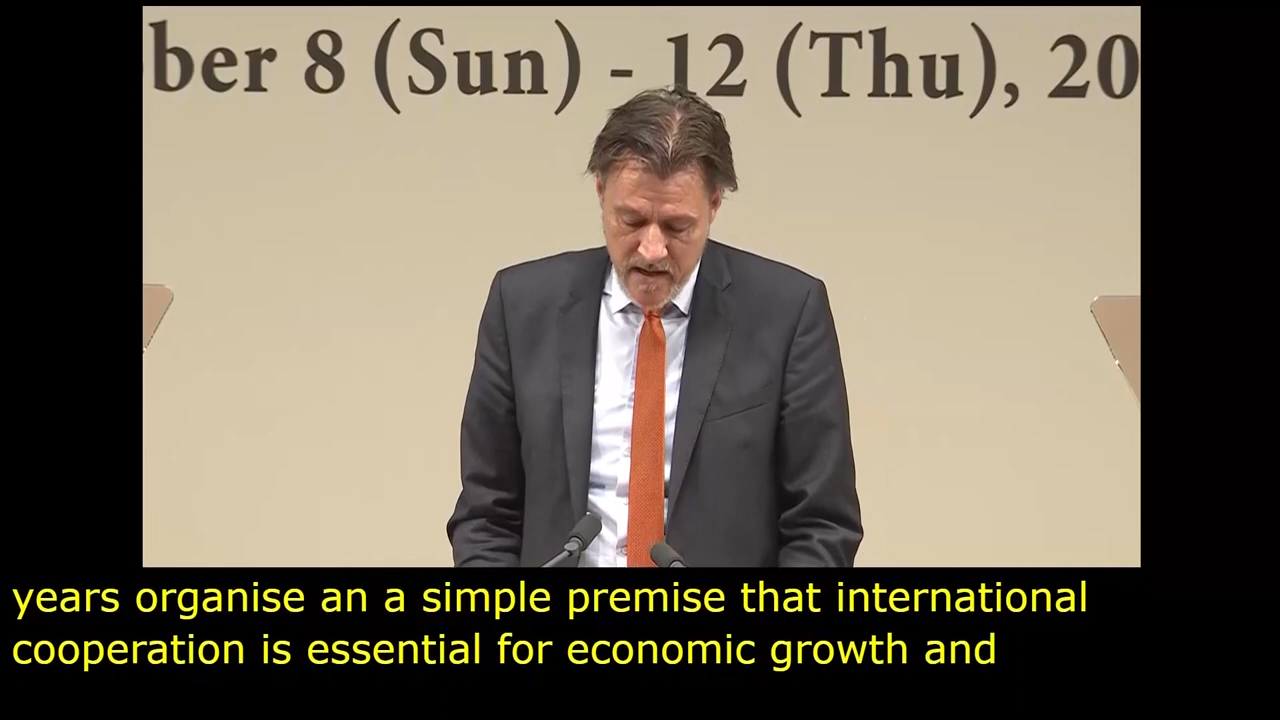 ber 8 (Sun) - 12 (Thu), 20
years organise an a simple premise that international
cooperation is essential for economic growth and